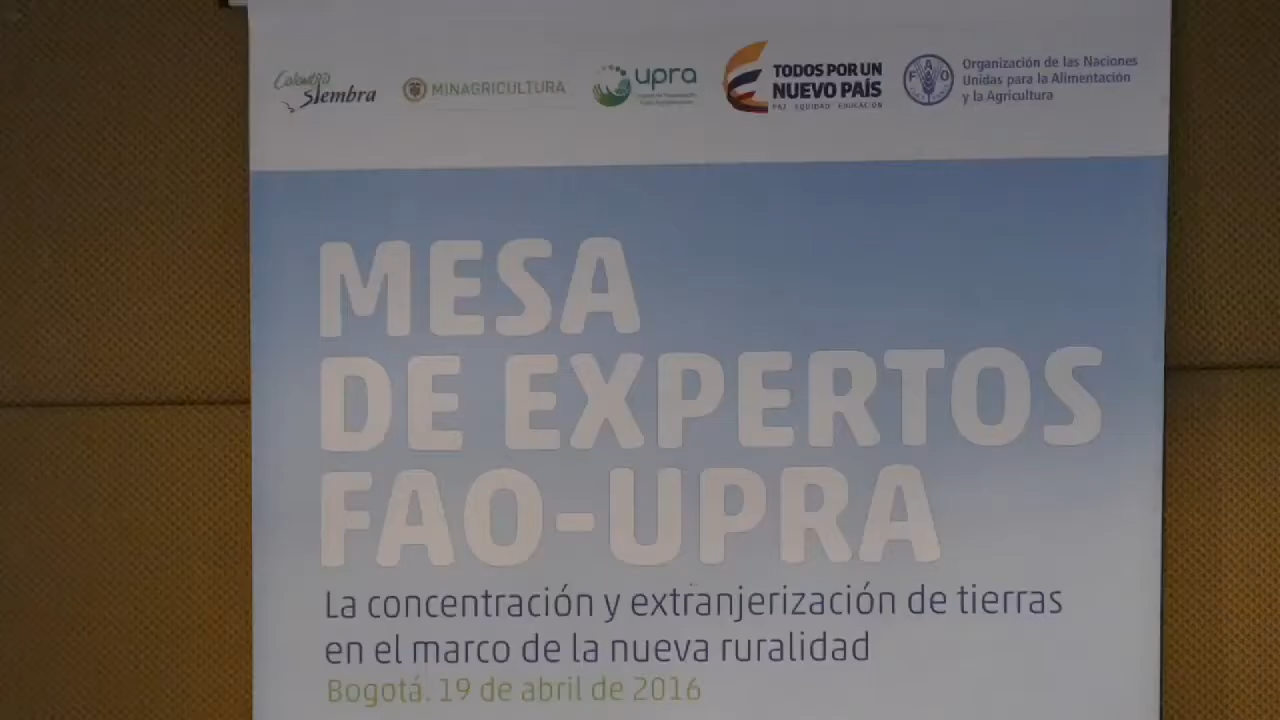 Colombia
Siembra
MINAGRICULTURA
upra
TODOS POR UN
NUEVO PAÍS
PAZ EQUIDAD EDUCACIÓN
FAO
Organización de las Naciones
Unidas para la Alimentación
y la Agricultura
MESA
DE EXPERTOS
FAO-UPRA
La concentración y extranjerización de tierras
en el marco de la nueva ruralidad
Bogotá. 19 de abril de 2016